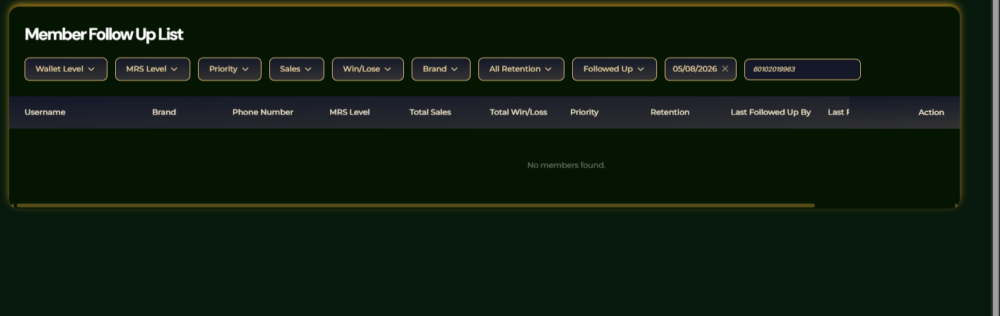 Member Follow Up List
Wallet Level MRS Level Priority Sales Win/Lose Brand All Retention Followed Up 05/08/2026 60102019963
Username Brand Phone Number MRS Level Total Sales Total Win/Loss Priority Retention Last Followed Up By Last Action
No members found.